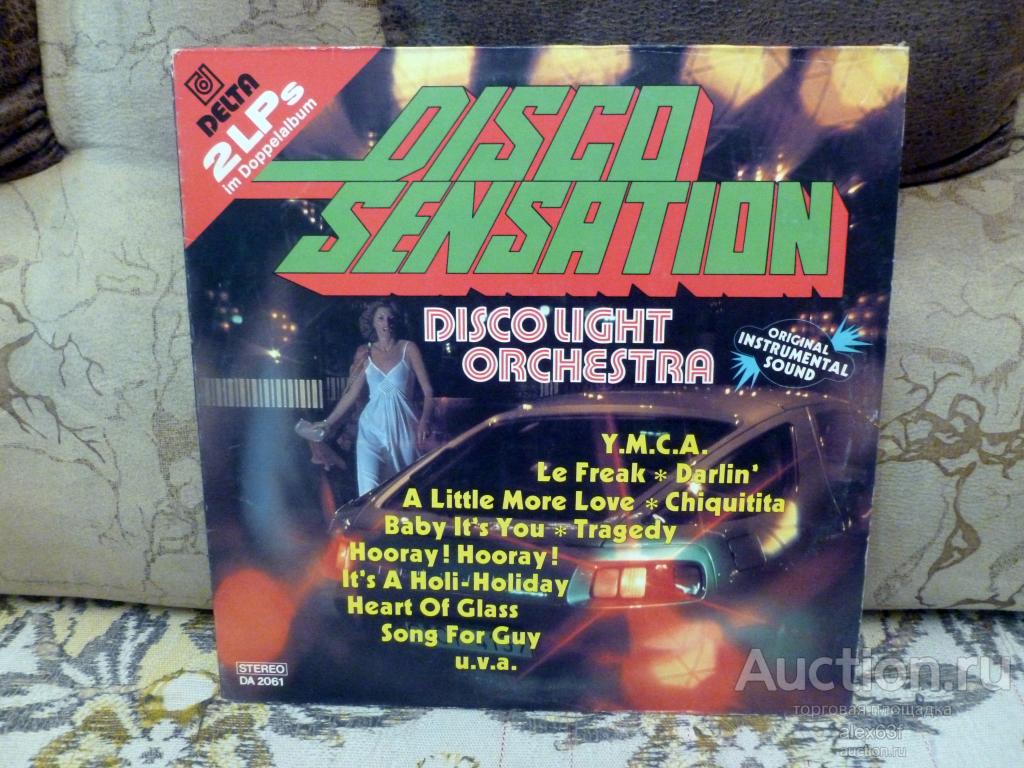 DELTA
2 LPs
im Doppelalbum
DISCO
SENSATION
DISCO LIGHT
ORCHESTRA
ORIGINAL
INSTRUMENTAL
SOUND
Y.M.C.A.
Le Freak * Darlin'
A Little More Love * Chiquitita
Baby It's You * Tragedy
Hooray! Hooray!
It's A Holi-Holiday
Heart Of Glass
Song For Guy
u.v.a.
STEREO
DA 2061
Auction.ru
торговая площадка
alex63f
auction.ru